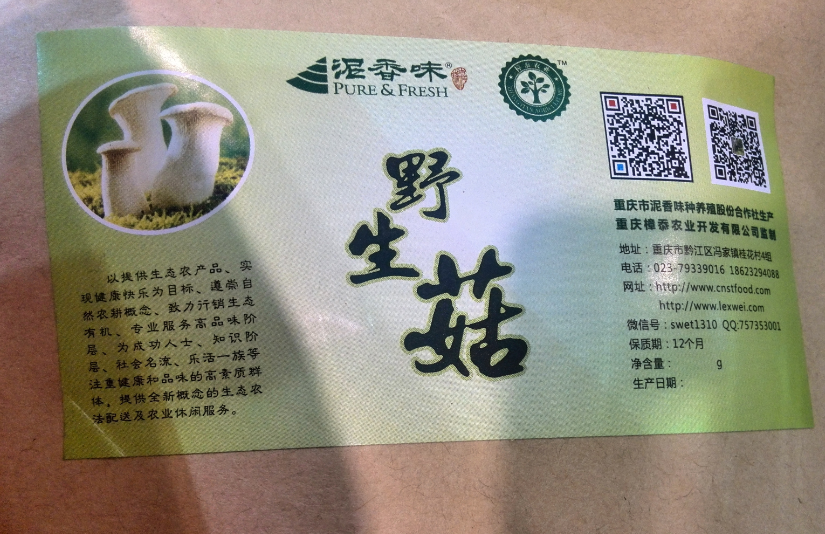 泥香味®
PURE & FRESH
TM
野
生
菇
以提供生态农产品、实
现健康快乐为目标、遵崇自
然农耕概念、致力行销生态
有机、专业服务高品味阶
层、为成功人士、知识阶
层、社会名流、乐活一族等
注重健康和品味的高素质群
体。提供全新概念的生态农
法配送及农业休闲服务。
重庆市泥香味种养殖股份合作社生产
重庆樟泰农业开发有限公司监制
地址：重庆市黔江区冯家镇桂花村4组
电话：023-79339016 18623294088
网址：http://www.cnstfood.com
http://www.lexwei.com
微信号：swet1310 QQ:757353001
保质期：12个月
净含量： g
生产日期：